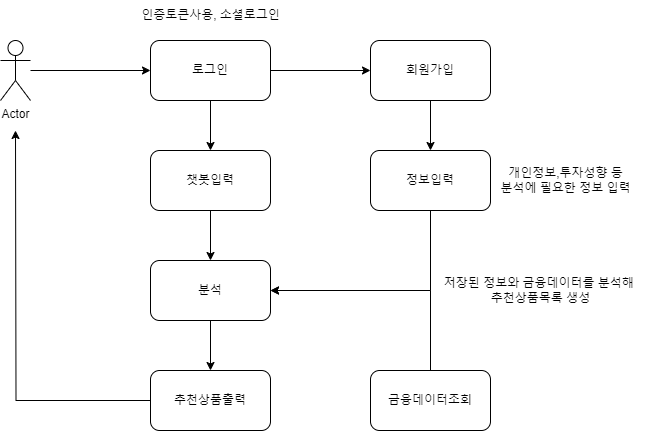 인증토큰사용, 소셜로그인
로그인
회원가입
Actor
챗봇입력
정보입력
개인정보,투자성향 등
분석에 필요한 정보 입력
분석
저장된 정보와 금융데이터를 분석해
추천상품목록 생성
추천상품출력
금융데이터조회